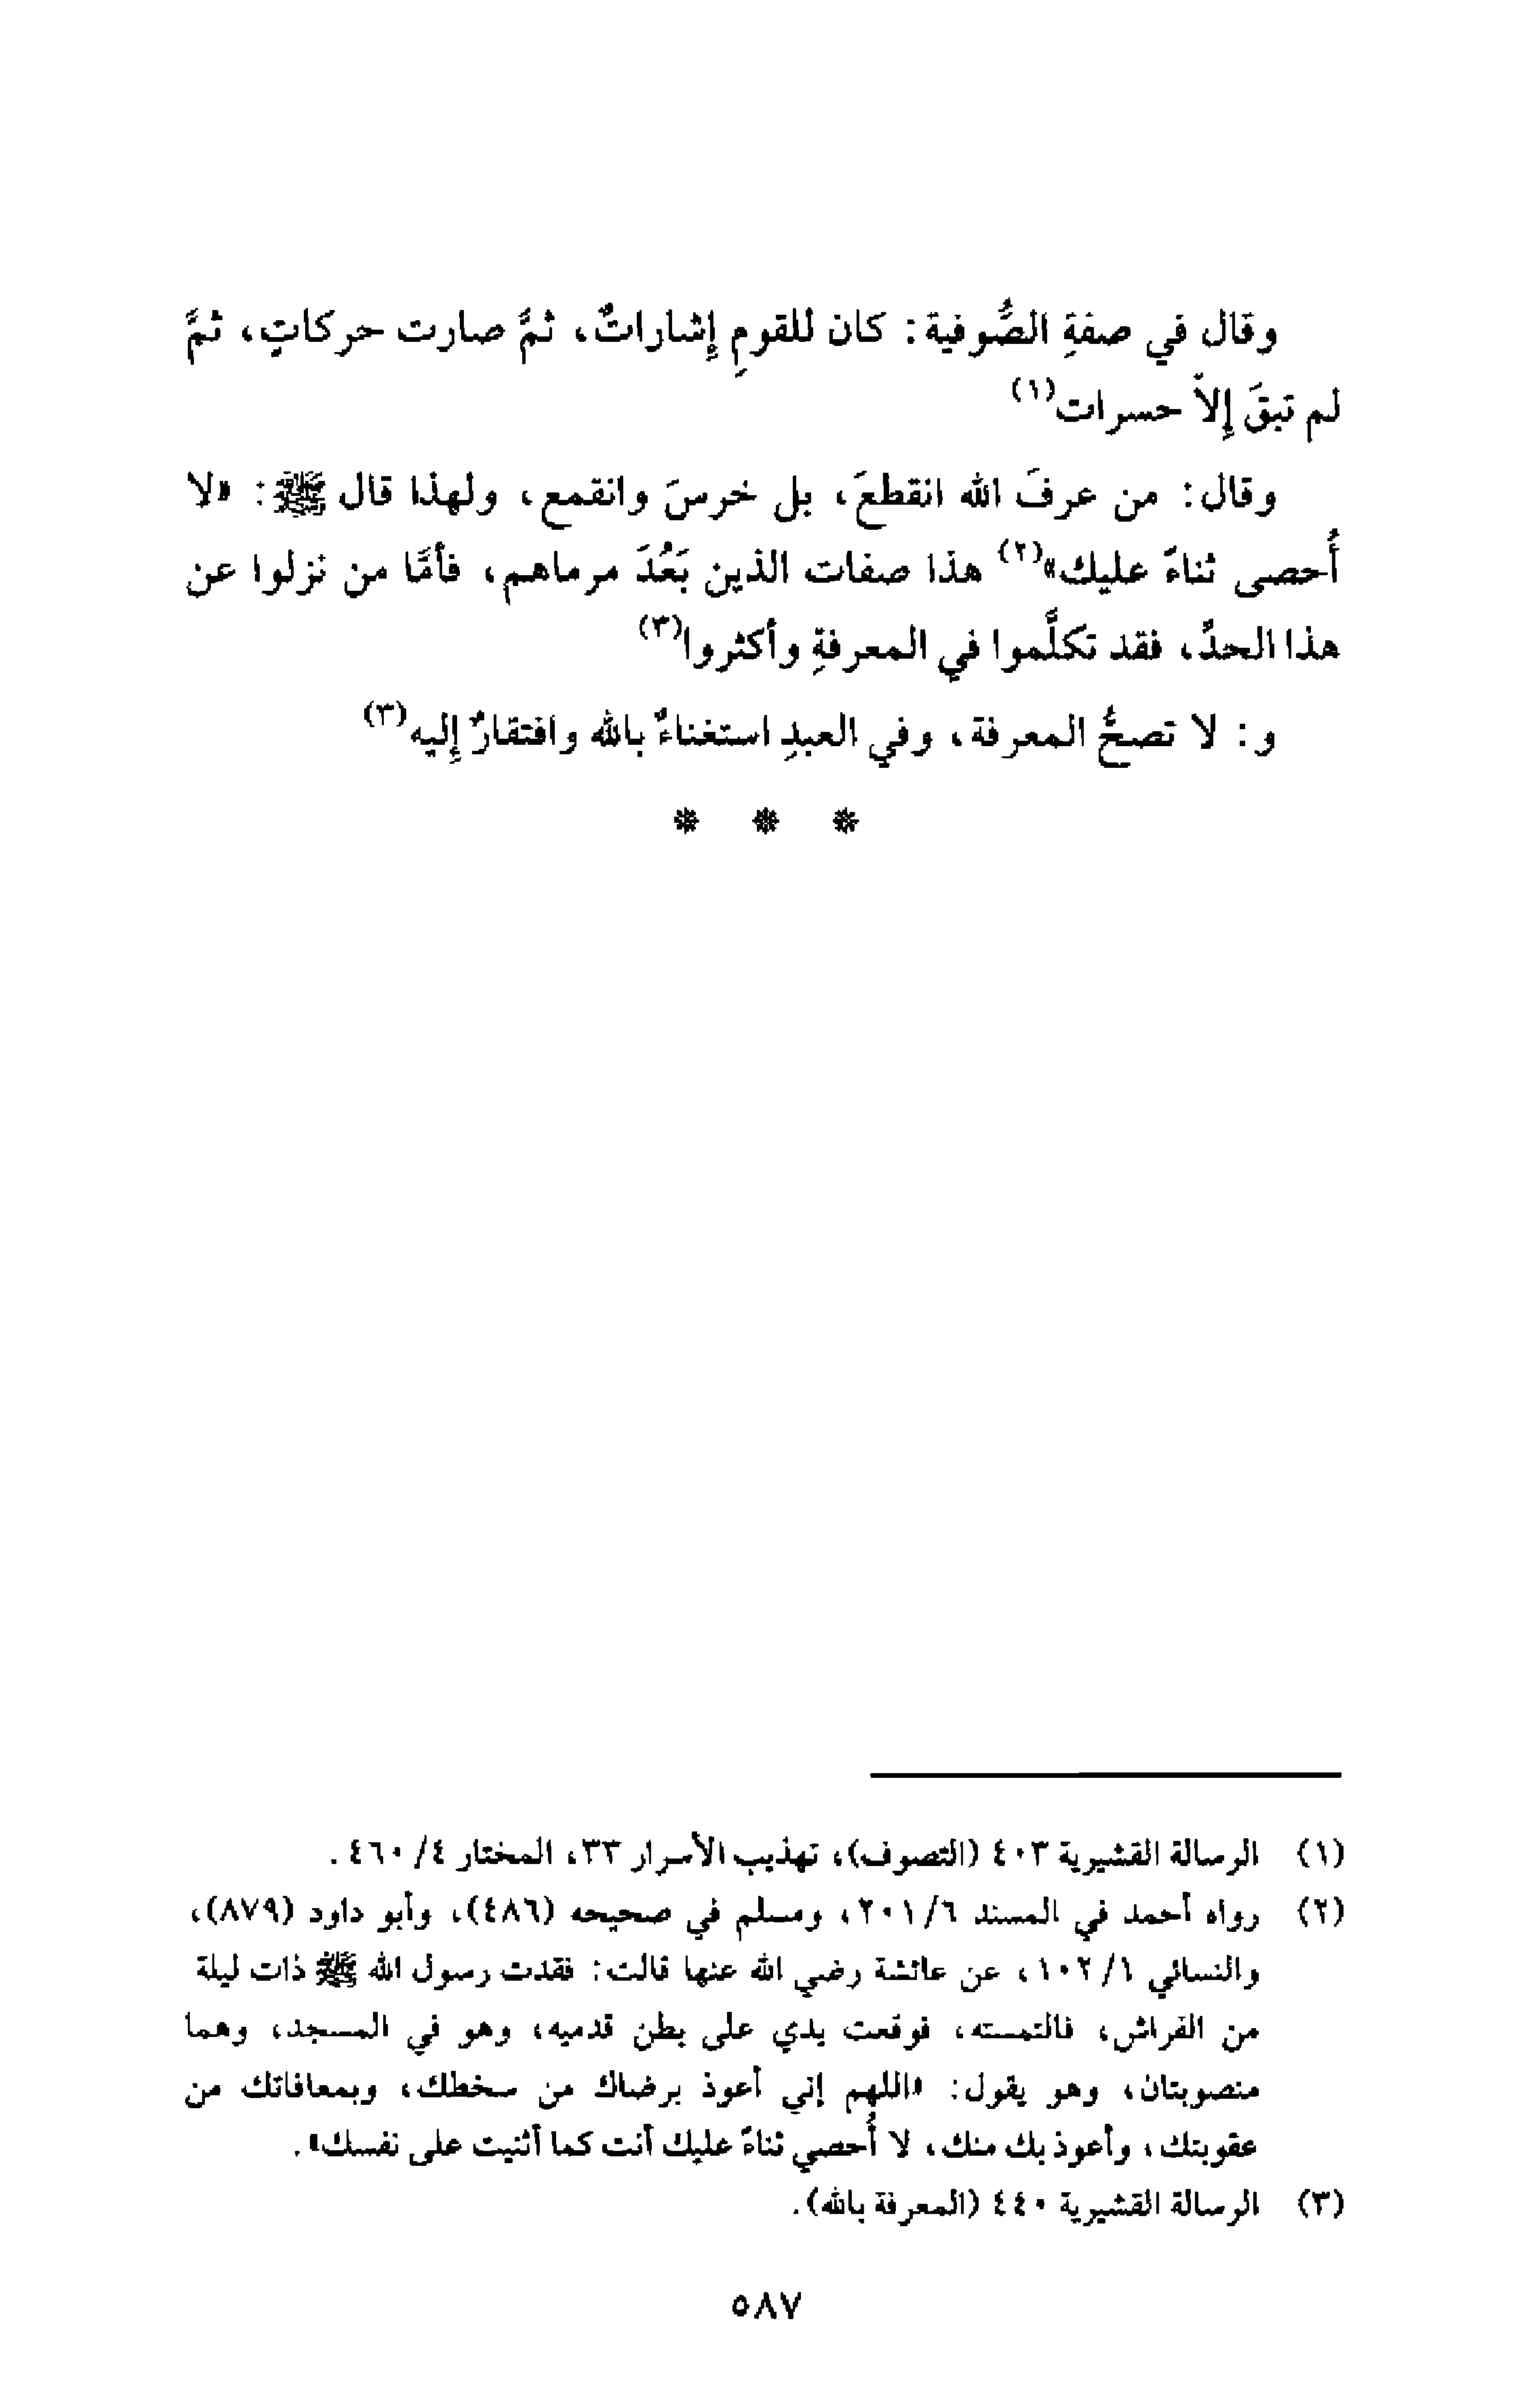 وقال في صفةِ الصُّوفية: كان للقومِ إشاراتٌ، ثمَّ صارت حركاتٍ، ثمَّ
لم تبقَ إلاّ حسرات(١)
وقال: من عرفَ الله انقطعَ، بل خرسَ وانقمع، ولهذا قال ﷺ: «لا
أُحصى ثناءً عليك»(٢) هذا صفات الذين بَعُدَ مرماهم، فأمَّا من نزلوا عن
هذا الحدِّ، فقد تكلَّموا في المعرفةِ وأكثروا(٣)
و: لا تصحُّ المعرفة، وفي العبدِ استغناءٌ بالله وافتقارٌ إليه(٣)
* * *
(١) الرسالة القشيرية ٤٠٣ (التصوف)، تهذيب الأسرار ٣٣، المختار ٤/ ٤٦٠.
(٢) رواه أحمد في المسند ٢٠١/٦، ومسلم في صحيحه (٤٨٦)، وأبو داود (٨٧٩)،
والنسائي ١٠٢/١، عن عائشة رضي الله عنها قالت: فقدت رسول الله ﷺ ذات ليلة
من الفراش، فالتمسته، فوقعت يدي على بطن قدميه، وهو في المسجد، وهما
منصوبتان، وهو يقول: «اللهم إني أعوذ برضاك من سخطك، وبمعافاتك من
عقوبتك، وأعوذ بك منك، لا أُحصي ثناءً عليك أنت كما أثنيت على نفسك».
(٣) الرسالة القشيرية ٤٤٠ (المعرفة بالله).
٥٨٧